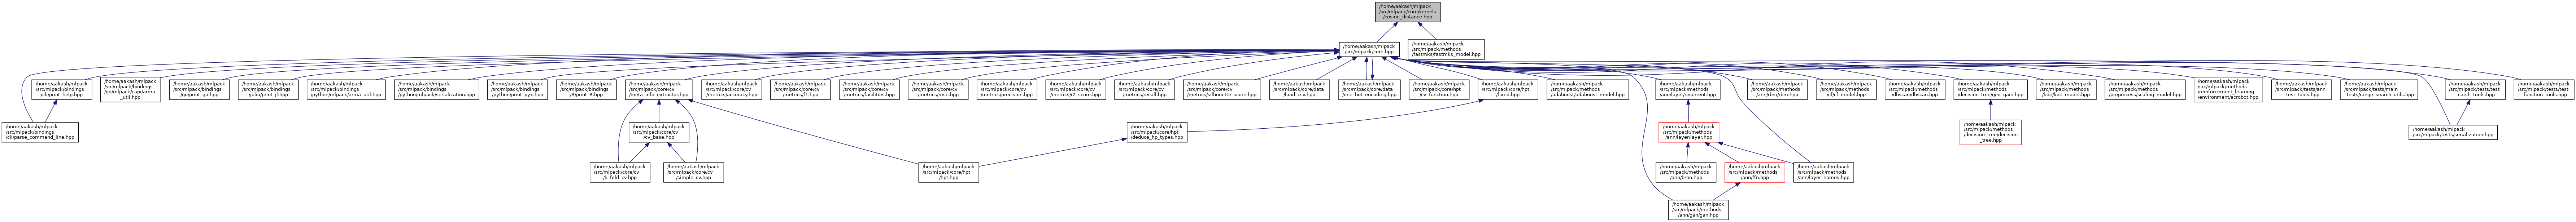 /home/aakash/mlpack
/src/mlpack/core/kernels
/cosine_distance.hpp
/home/aakash/mlpack
/src/mlpack/core.hpp
/home/aakash/mlpack
/src/mlpack/methods
/fastmks/fastmks_model.hpp
/home/aakash/mlpack
/src/mlpack/bindings
/cli/print_help.hpp
/home/aakash/mlpack
/src/mlpack/bindings
/go/mlpack/capi/arma
_util.hpp
/home/aakash/mlpack
/src/mlpack/bindings
/go/print_go.hpp
/home/aakash/mlpack
/src/mlpack/bindings
/julia/print_jl.hpp
/home/aakash/mlpack
/src/mlpack/bindings
/python/mlpack/arma_util.hpp
/home/aakash/mlpack
/src/mlpack/bindings
/python/mlpack/serialization.hpp
/home/aakash/mlpack
/src/mlpack/bindings
/python/print_pyx.hpp
/home/aakash/mlpack
/src/mlpack/bindings
/R/print_R.hpp
/home/aakash/mlpack
/src/mlpack/core/cv
/meta_info_extractor.hpp
/home/aakash/mlpack
/src/mlpack/core/cv
/metrics/accuracy.hpp
/home/aakash/mlpack
/src/mlpack/core/cv
/metrics/f1.hpp
/home/aakash/mlpack
/src/mlpack/core/cv
/metrics/facilities.hpp
/home/aakash/mlpack
/src/mlpack/core/cv
/metrics/mse.hpp
/home/aakash/mlpack
/src/mlpack/core/cv
/metrics/precision.hpp
/home/aakash/mlpack
/src/mlpack/core/cv
/metrics/r2_score.hpp
/home/aakash/mlpack
/src/mlpack/core/cv
/metrics/recall.hpp
/home/aakash/mlpack
/src/mlpack/core/cv
/metrics/silhouette_score.hpp
/home/aakash/mlpack
/src/mlpack/core/data
/load_csv.hpp
/home/aakash/mlpack
/src/mlpack/core/data
/one_hot_encoding.hpp
/home/aakash/mlpack
/src/mlpack/core/hpt
/cv_function.hpp
/home/aakash/mlpack
/src/mlpack/core/hpt
/fixed.hpp
/home/aakash/mlpack
/src/mlpack/methods
/adaboost/adaboost_model.hpp
/home/aakash/mlpack
/src/mlpack/methods
/ann/layer/recurrent.hpp
/home/aakash/mlpack
/src/mlpack/methods
/ann/rbm/rbm.hpp
/home/aakash/mlpack
/src/mlpack/methods
/cf/cf_model.hpp
/home/aakash/mlpack
/src/mlpack/methods
/dbscan/dbscan.hpp
/home/aakash/mlpack
/src/mlpack/methods
/decision_tree/gini_gain.hpp
/home/aakash/mlpack
/src/mlpack/methods
/kde/kde_model.hpp
/home/aakash/mlpack
/src/mlpack/methods
/preprocess/scaling_model.hpp
/home/aakash/mlpack
/src/mlpack/methods
/reinforcement_learning
/environment/acrobot.hpp
/home/aakash/mlpack
/src/mlpack/tests/ann
_test_tools.hpp
/home/aakash/mlpack
/src/mlpack/tests/main
_tests/range_search_utils.hpp
/home/aakash/mlpack
/src/mlpack/tests/test
_catch_tools.hpp
/home/aakash/mlpack
/src/mlpack/tests/test
_function_tools.hpp
/home/aakash/mlpack
/src/mlpack/bindings
/cli/parse_command_line.hpp
/home/aakash/mlpack
/src/mlpack/core/cv
/cv_base.hpp
/home/aakash/mlpack
/src/mlpack/core/hpt
/deduce_hp_types.hpp
/home/aakash/mlpack
/src/mlpack/methods
/ann/layer/layer.hpp
/home/aakash/mlpack
/src/mlpack/methods
/decision_tree/decision
_tree.hpp
/home/aakash/mlpack
/src/mlpack/tests/serialization.hpp
/home/aakash/mlpack
/src/mlpack/core/cv
/k_fold_cv.hpp
/home/aakash/mlpack
/src/mlpack/core/cv
/simple_cv.hpp
/home/aakash/mlpack
/src/mlpack/core/hpt
/hpt.hpp
/home/aakash/mlpack
/src/mlpack/methods
/ann/brnn.hpp
/home/aakash/mlpack
/src/mlpack/methods
/ann/ffn.hpp
/home/aakash/mlpack
/src/mlpack/methods
/ann/layer_names.hpp
/home/aakash/mlpack
/src/mlpack/methods
/ann/gan/gan.hpp